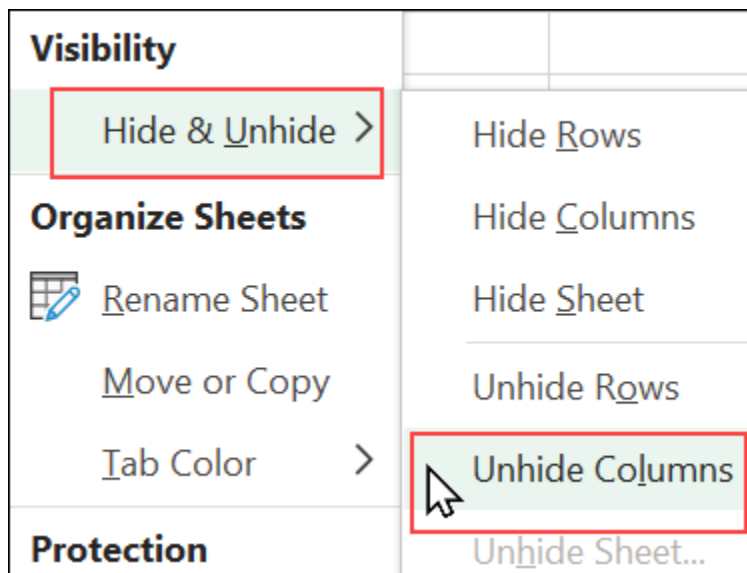 Visibility
Hide & Unhide >
Organize Sheets
Rename Sheet
Move or Copy
Tab Color >
Protection
Hide Rows
Hide Columns
Hide Sheet
Unhide Rows
Unhide Columns
Unhide Sheet...